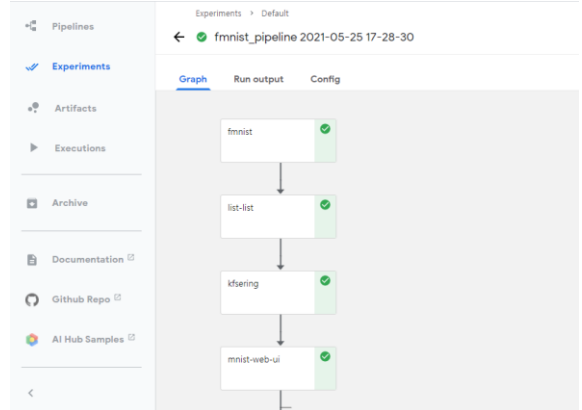 Experiments > Default
fmnist_pipeline 2021-05-25 17-28-30
Pipelines
Experiments
Artifacts
Executions
Archive
Documentation
Github Repo
AI Hub Samples
<
Graph Run output Config
fmnist
list-list
kfsering
mnist-web-ui